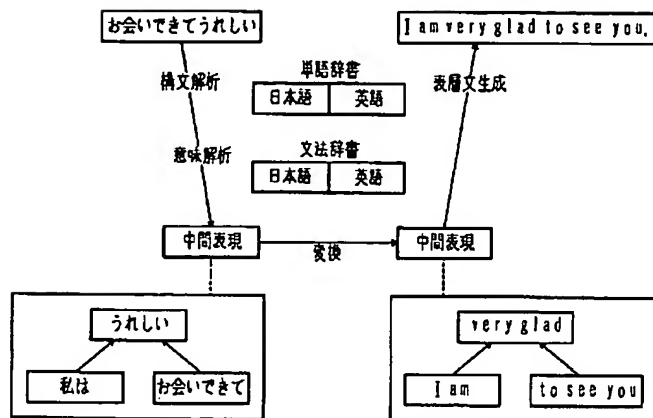 お会いできてうれしい
I am very glad to see you.
構文解析
単語辞書
表層文生成
日本語
英語
意味解析
文法辞書
日本語
英語
中間表現
変換
中間表現
うれしい
私は
お会いできて
very glad
I am
to see you